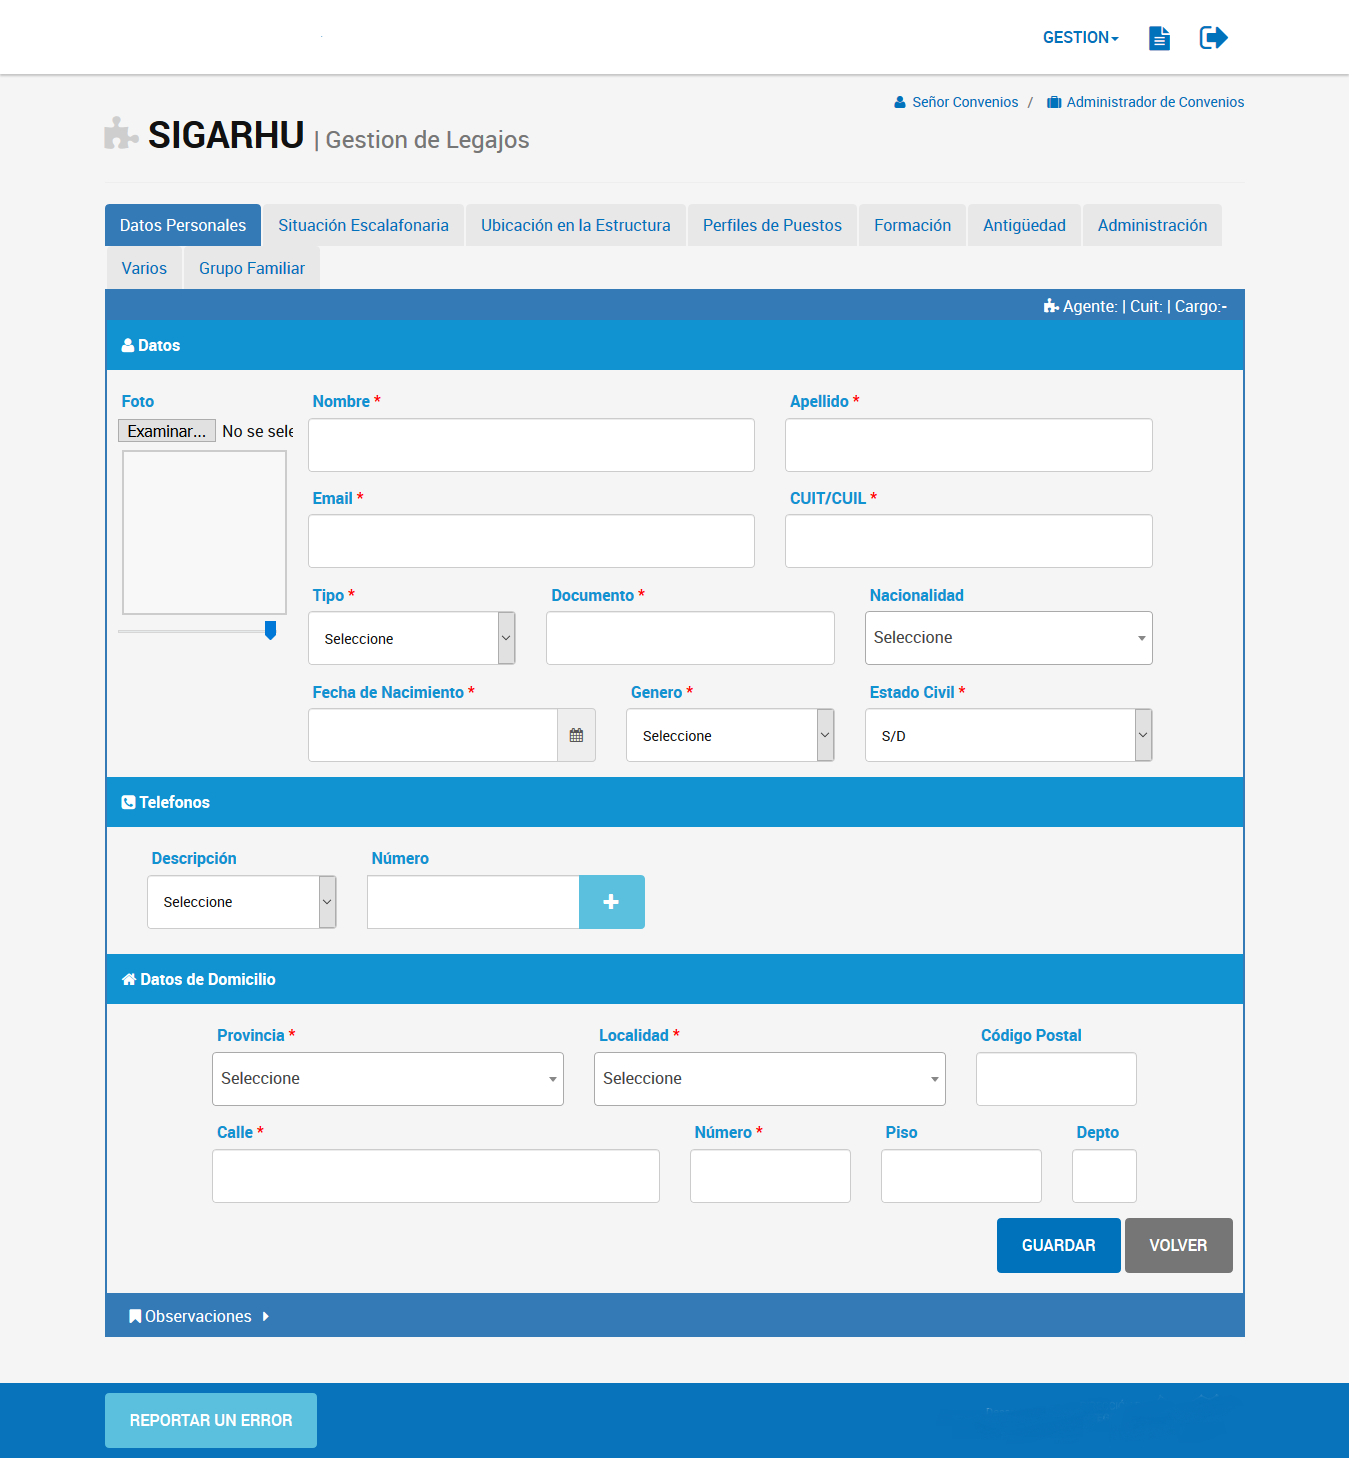 GESTION
Señor Convenios / Administrador de Convenios
SIGARHU | Gestion de Legajos
Datos Personales Situación Escalafonaria Ubicación en la Estructura Perfiles de Puestos Formación Antigüedad Administración
Varios Grupo Familiar
Agente: | Cuit: | Cargo:-
Datos
Foto Nombre * Apellido *
Examinar... No se sele
Email * CUIT/CUIL *
Tipo * Documento * Nacionalidad
Seleccione Seleccione
Fecha de Nacimiento * Genero * Estado Civil *
Seleccione S/D
Telefonos
Descripción Número
Seleccione
Datos de Domicilio
Provincia * Localidad * Código Postal
Seleccione Seleccione
Calle * Número * Piso Depto
GUARDAR VOLVER
Observaciones
REPORTAR UN ERROR